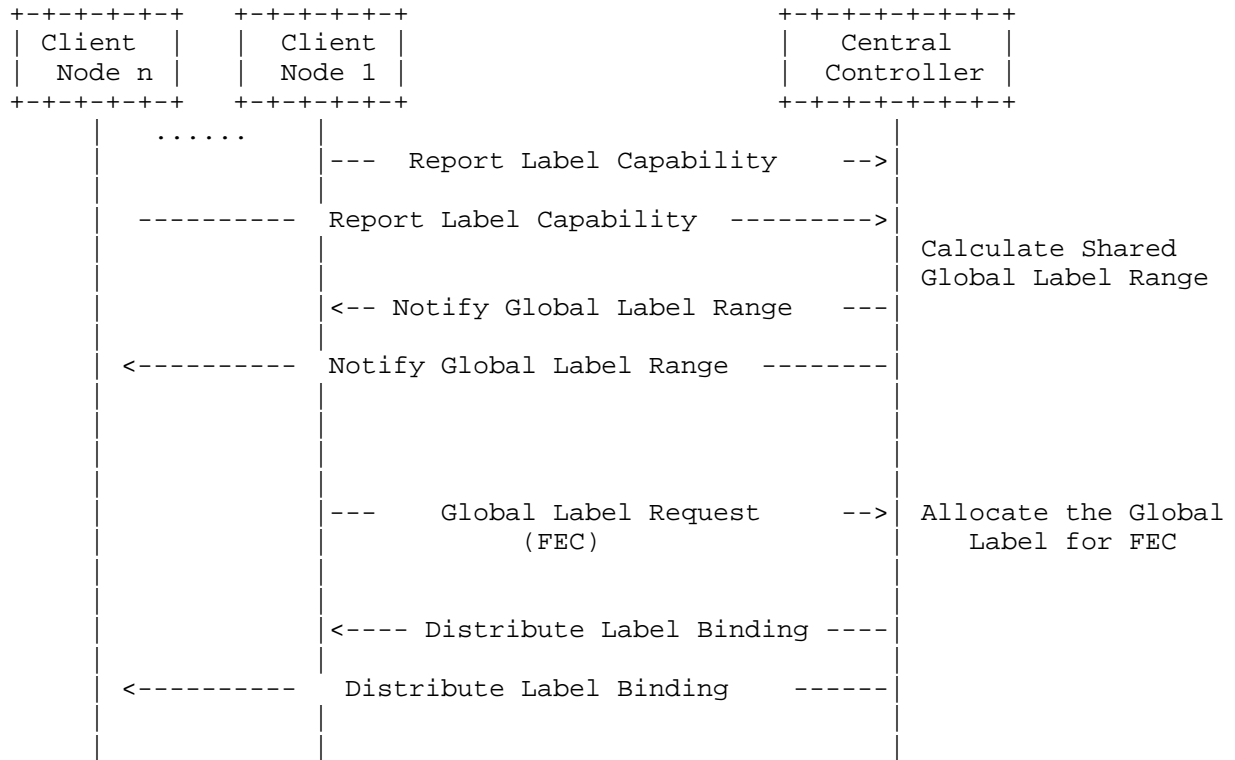 Client Client Central
Node n Node 1 Controller
......
Report Label Capability
Report Label Capability
Calculate Shared
Global Label Range
Notify Global Label Range
Notify Global Label Range
Global Label Request Allocate the Global
(FEC) Label for FEC
Distribute Label Binding
Distribute Label Binding